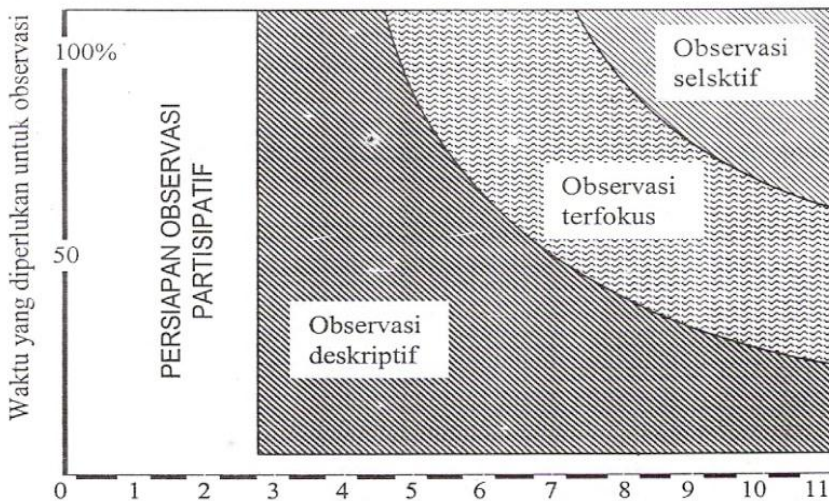 Waktu yang diperlukan untuk observasi
100%
50
PERSIAPAN OBSERVASI
PARTISIPATIF
Observasi
deskriptif
Observasi
terfokus
Observasi
selsktif
0 1 2 3 4 5 6 7 8 9 10 11